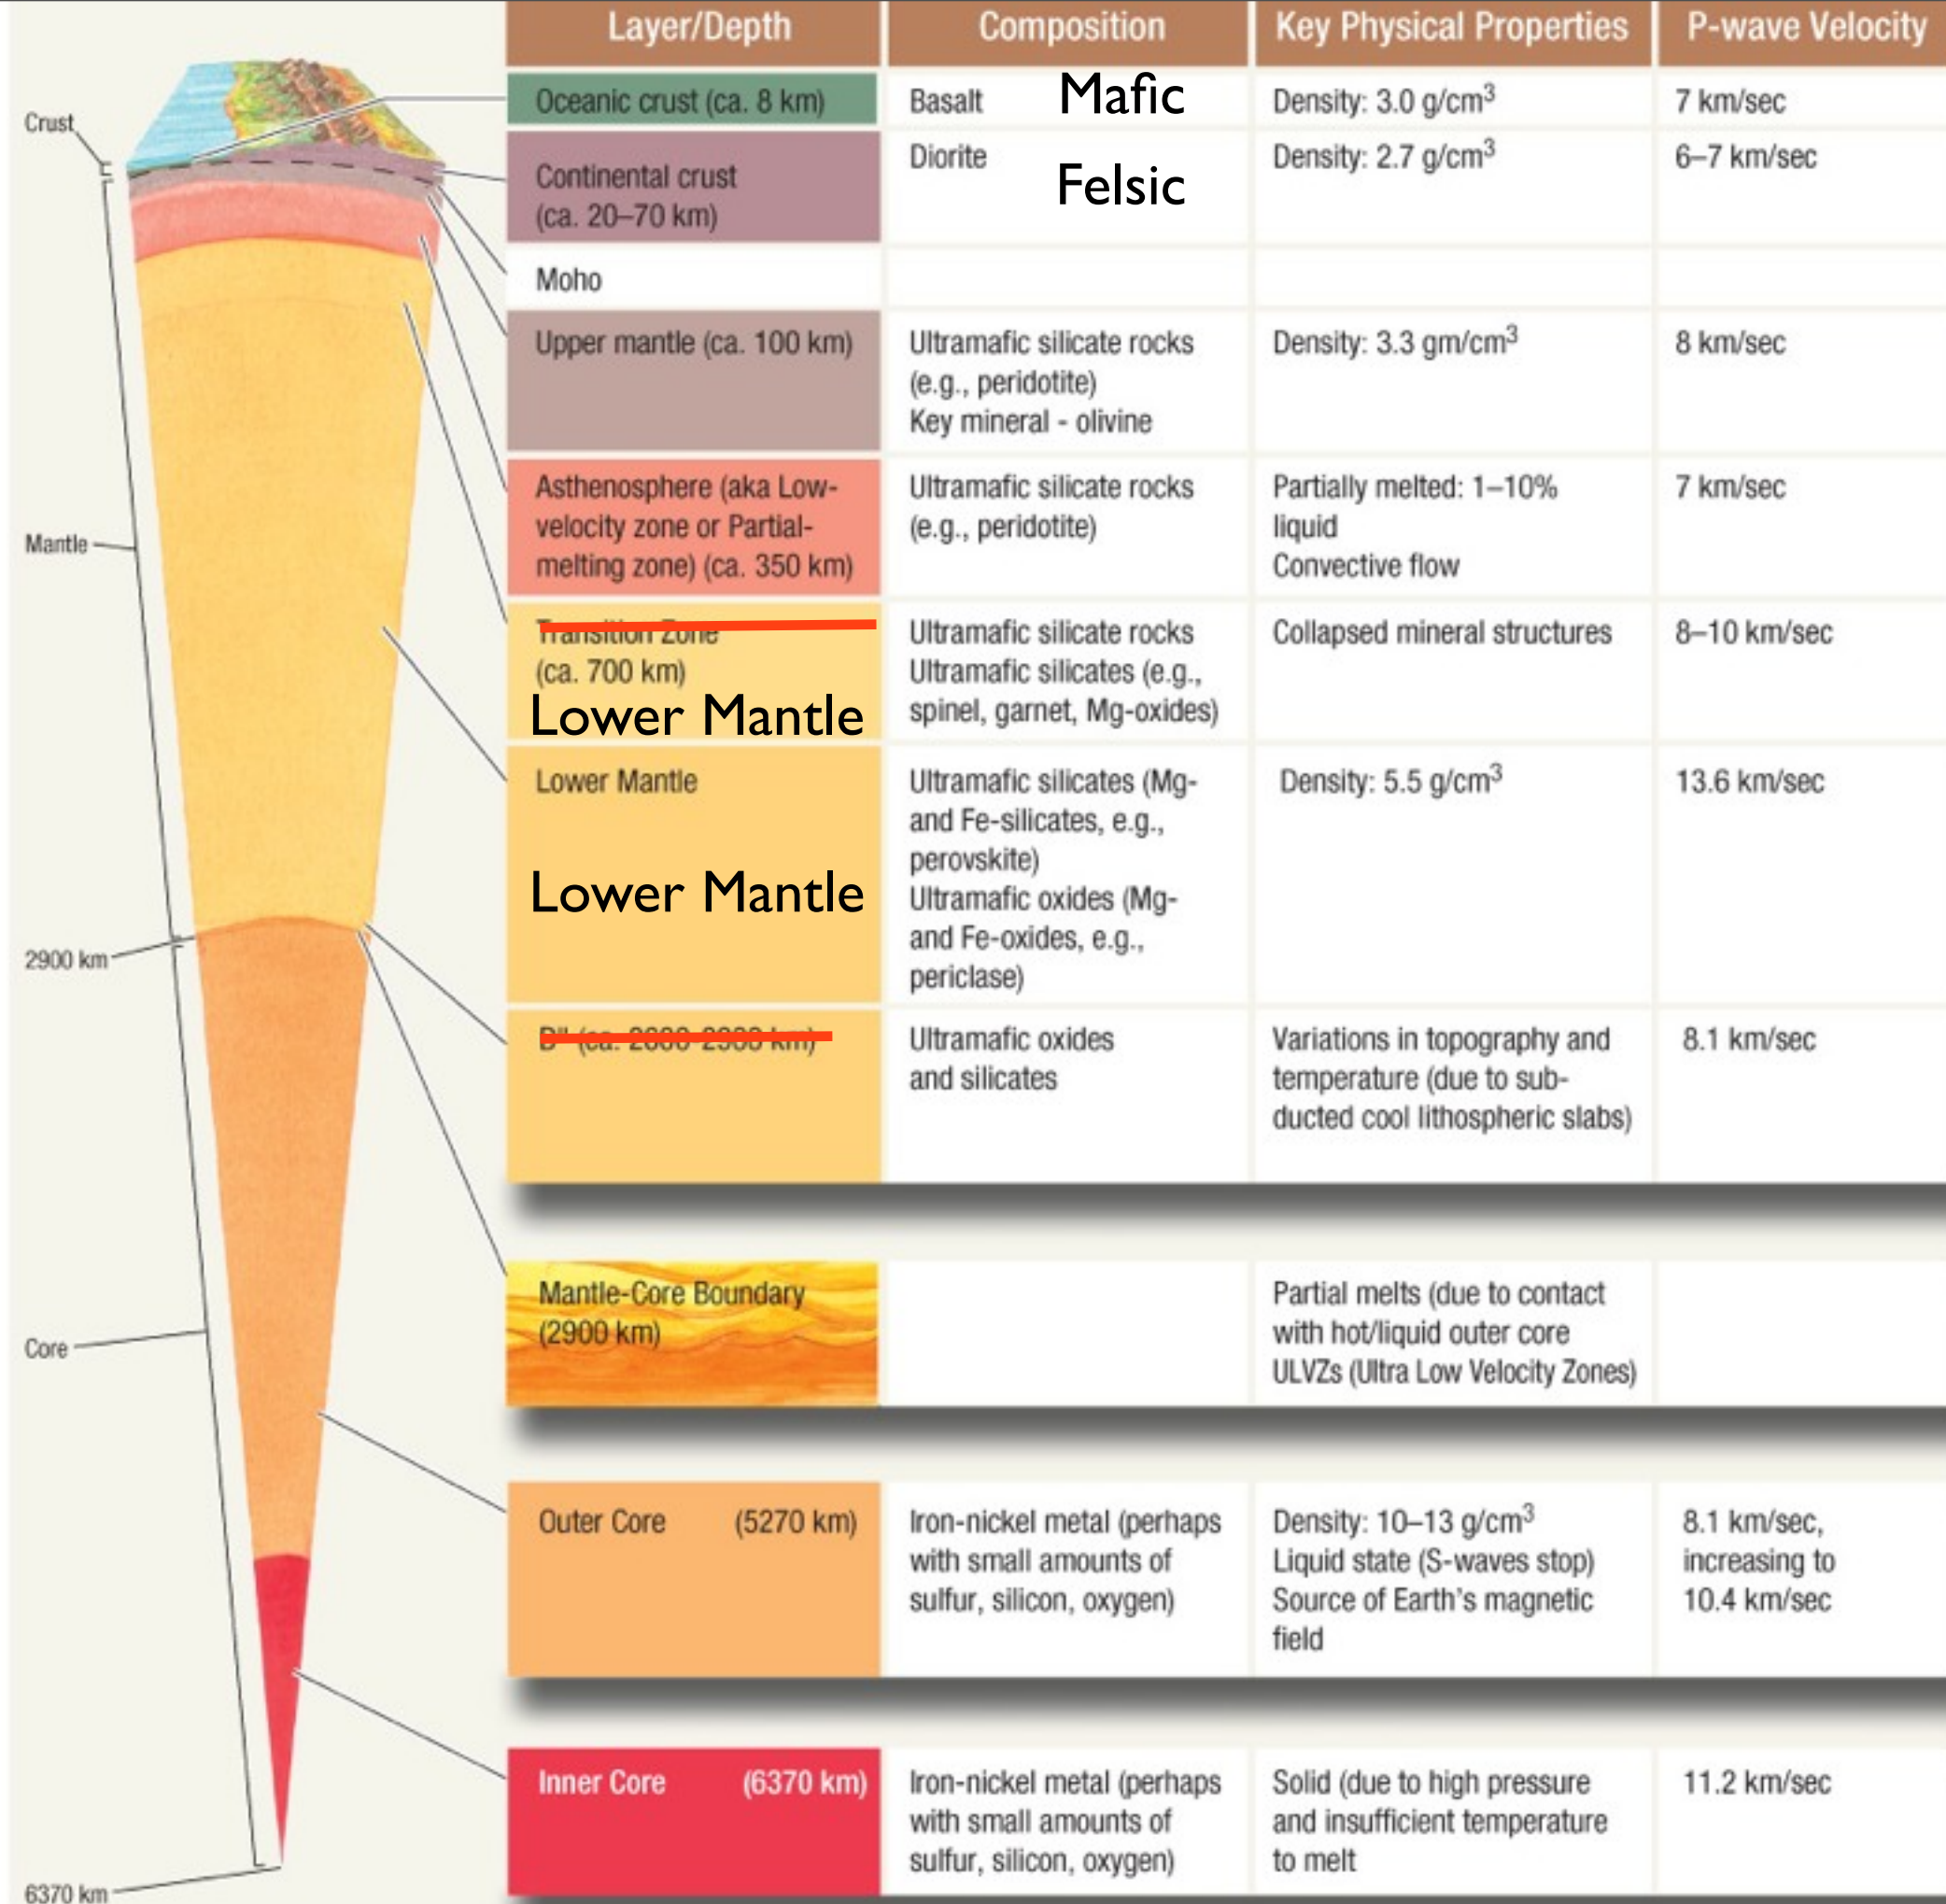 Layer/Depth Composition Key Physical Properties P-wave Velocity
Crust
Oceanic crust (ca. 8 km) Basalt Mafic Density: 3.0 g/cm³ 7 km/sec
Continental crust
(ca. 20–70 km)
Diorite Felsic Density: 2.7 g/cm³ 6–7 km/sec
Moho
Upper mantle (ca. 100 km)
Ultramafic silicate rocks
(e.g., peridotite)
Key mineral - olivine
Density: 3.3 gm/cm³
8 km/sec
Mantle
Asthenosphere (aka Low-
velocity zone or Partial-
melting zone) (ca. 350 km)
Ultramafic silicate rocks
(e.g., peridotite)
Partially melted: 1–10%
liquid
Convective flow
7 km/sec
Transition Zone
(ca. 700 km)
Lower Mantle
Ultramafic silicate rocks
Ultramafic silicates (e.g.,
spinel, garnet, Mg-oxides)
Collapsed mineral structures
8–10 km/sec
Lower Mantle
Lower Mantle
Ultramafic silicates (Mg-
and Fe-silicates, e.g.,
perovskite)
Ultramafic oxides (Mg-
and Fe-oxides, e.g.,
periclase)
Density: 5.5 g/cm³
13.6 km/sec
2900 km
D" (ca. 2600–2900 km)
Ultramafic oxides
and silicates
Variations in topography and
temperature (due to sub-
ducted cool lithospheric slabs)
8.1 km/sec
Mantle-Core Boundary
(2900 km)
Partial melts (due to contact
with hot/liquid outer core
ULVZs (Ultra Low Velocity Zones)
Core
Outer Core (5270 km)
Iron-nickel metal (perhaps
with small amounts of
sulfur, silicon, oxygen)
Density: 10–13 g/cm³
Liquid state (S-waves stop)
Source of Earth's magnetic
field
8.1 km/sec,
increasing to
10.4 km/sec
Inner Core (6370 km)
Iron-nickel metal (perhaps
with small amounts of
sulfur, silicon, oxygen)
Solid (due to high pressure
and insufficient temperature
to melt
11.2 km/sec
6370 km